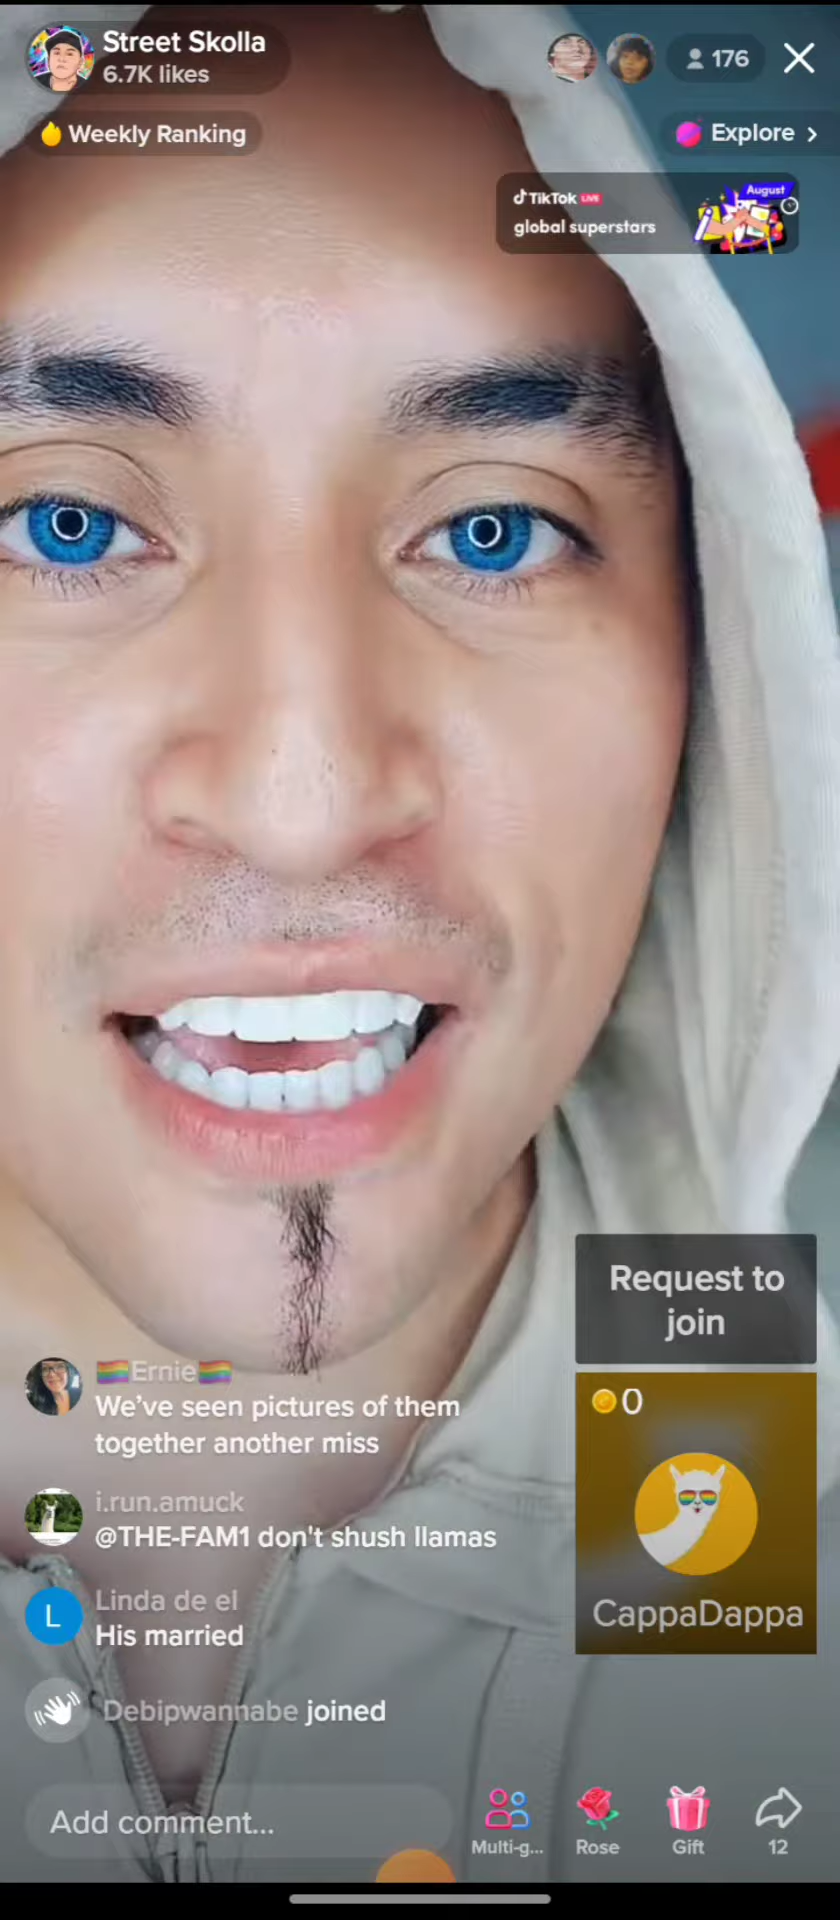 Street Skolla
6.7K likes
176
Weekly Ranking
Explore
August
TikTok LIVE
global superstars
Request to
join
🏳️‍🌈Ernie🏳️‍🌈
We've seen pictures of them
together another miss
0
i.run.amuck
@THE-FAM1 don't shush llamas
Linda de el
L
His married
CappaDappa
Debipwannabe joined
Add comment...
Multi-g...
Rose
Gift
12